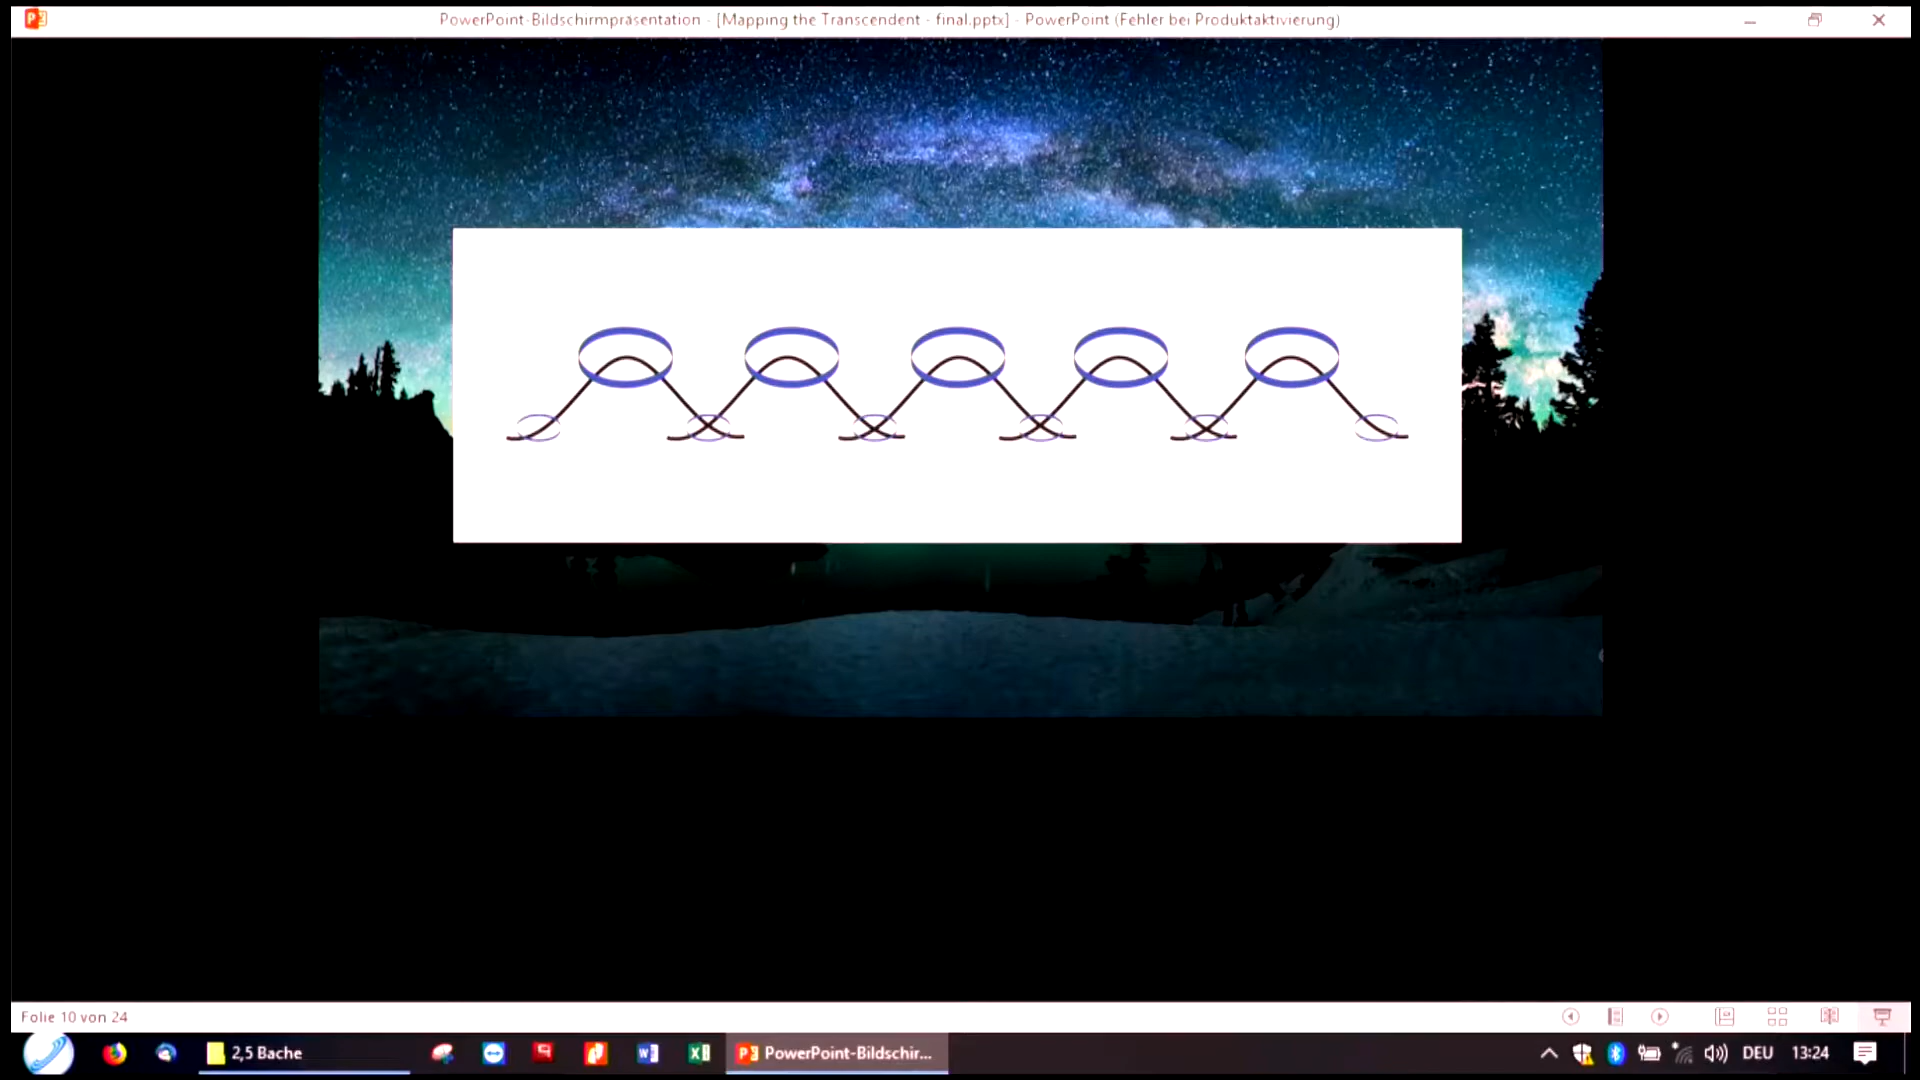 PowerPoint-Bildschirmpräsentation - [Mapping the Transcendent - final.pptx] - PowerPoint (Fehler bei Produktaktivierung)
Folie 10 von 24
2,5 Bache
PowerPoint-Bildschir...
DEU
13:24